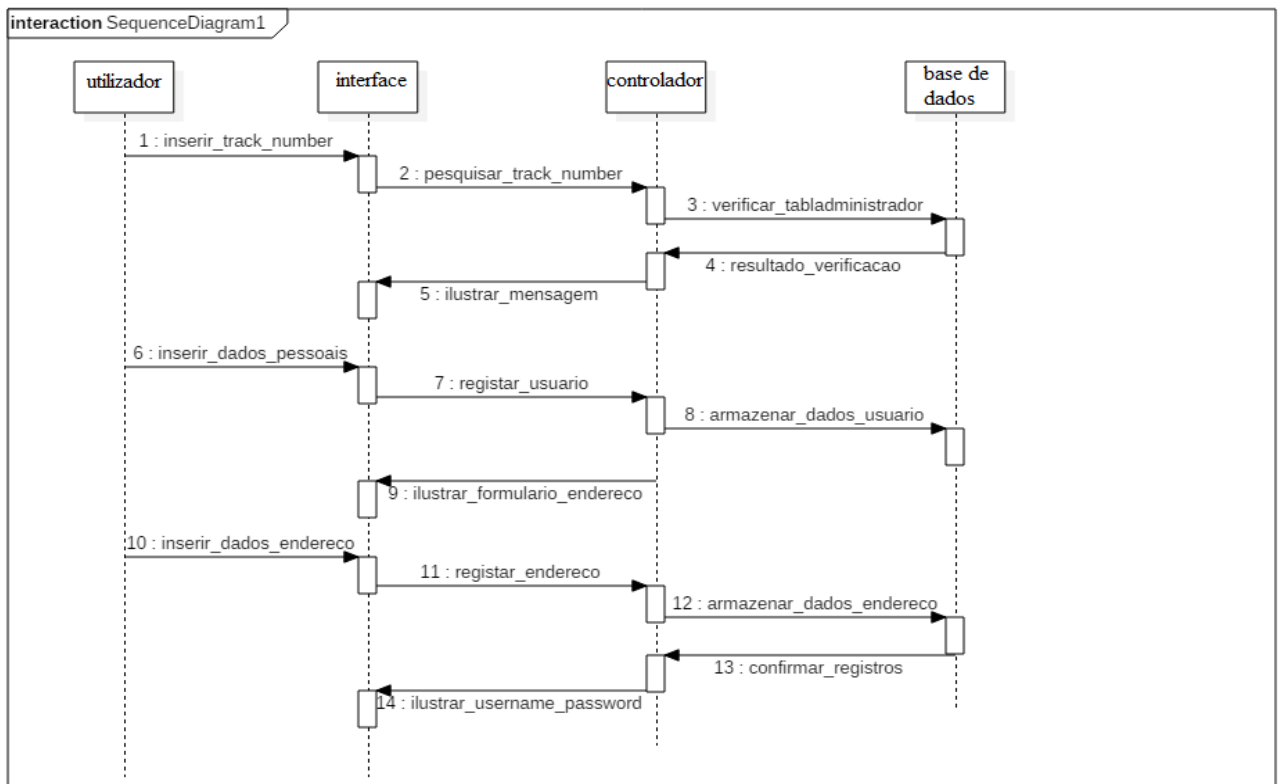 interaction SequenceDiagram1
utilizador
interface
controlador
base de
dados
1 : inserir_track_number
2 : pesquisar_track_number
3 : verificar_tabladministrador
4 : resultado_verificacao
5 : ilustrar_mensagem
6 : inserir_dados_pessoais
7 : registar_usuario
8 : armazenar_dados_usuario
9 : ilustrar_formulario_endereco
10 : inserir_dados_endereco
11 : registar_endereco
12 : armazenar_dados_endereco
13 : confirmar_registros
14 : ilustrar_username_password